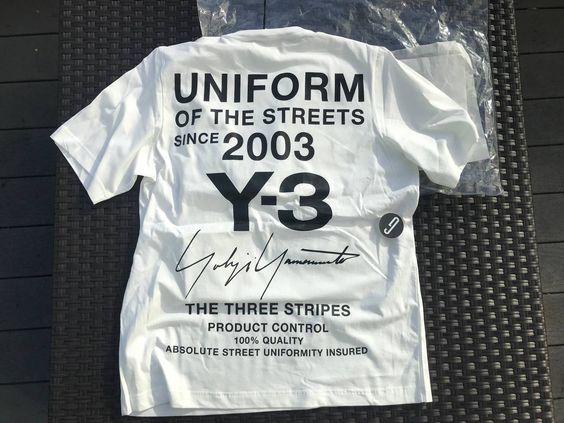 UNIFORM
OF THE STREETS
SINCE 2003
Y-3
Yohji Yamamoto
THE THREE STRIPES
PRODUCT CONTROL
100% QUALITY
ABSOLUTE STREET UNIFORMITY INSURED